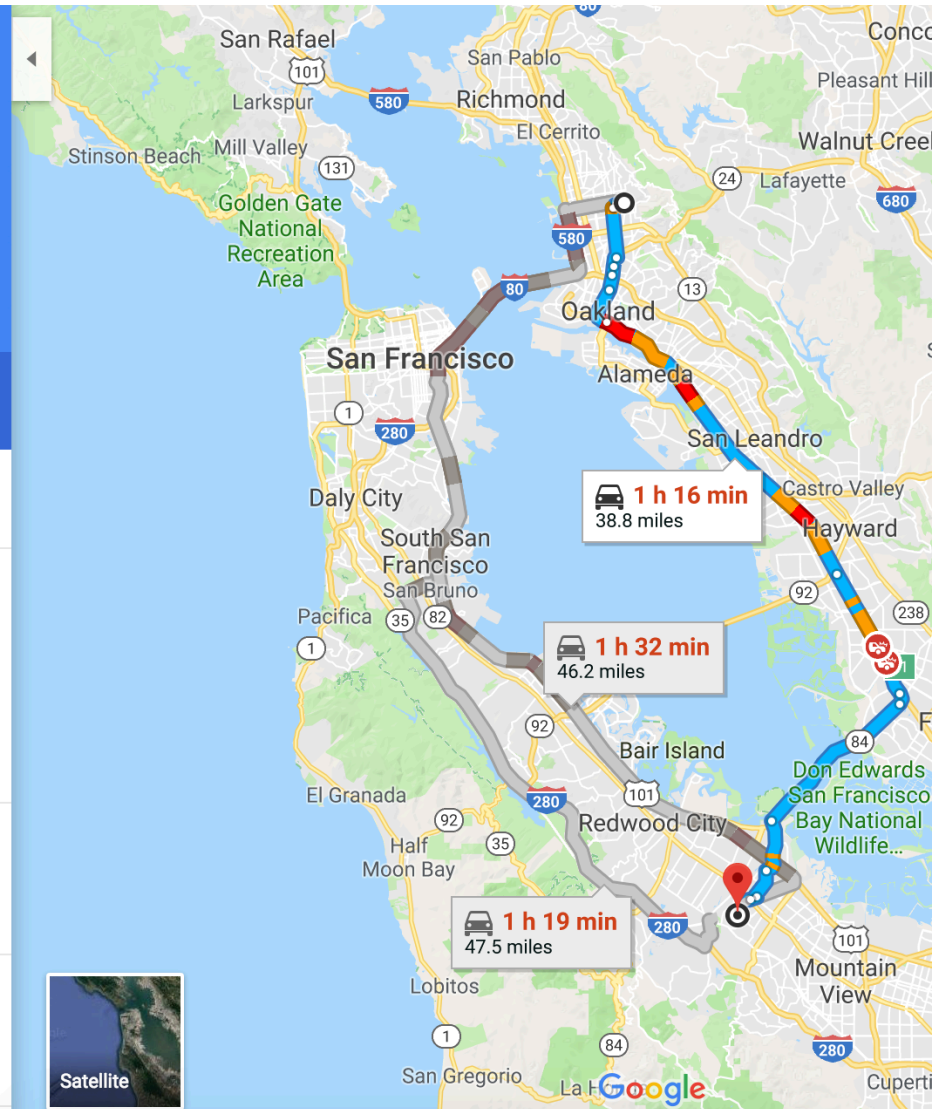 80
San Rafael
Conco
101
San Pablo
Pleasant Hill
Larkspur
580
Richmond
El Cerrito
Stinson Beach
Mill Valley
131
Walnut Creek
24
Lafayette
680
Golden Gate
National
Recreation
Area
580
80
13
Oakland
San Francisco
Alameda
1
280
San Leandro
Daly City
1 h 16 min
38.8 miles
Castro Valley
Hayward
South San
Francisco
San Bruno
92
238
Pacifica
35
82
1
1 h 32 min
46.2 miles
1
92
84
Bair Island
Don Edwards
San Francisco
Bay National
Wildlife...
El Granada
280
101
92
Redwood City
35
Half
Moon Bay
1 h 19 min
47.5 miles
280
101
Mountain
View
Lobitos
1
84
280
Satellite
San Gregorio
La H
Google
Cuperti